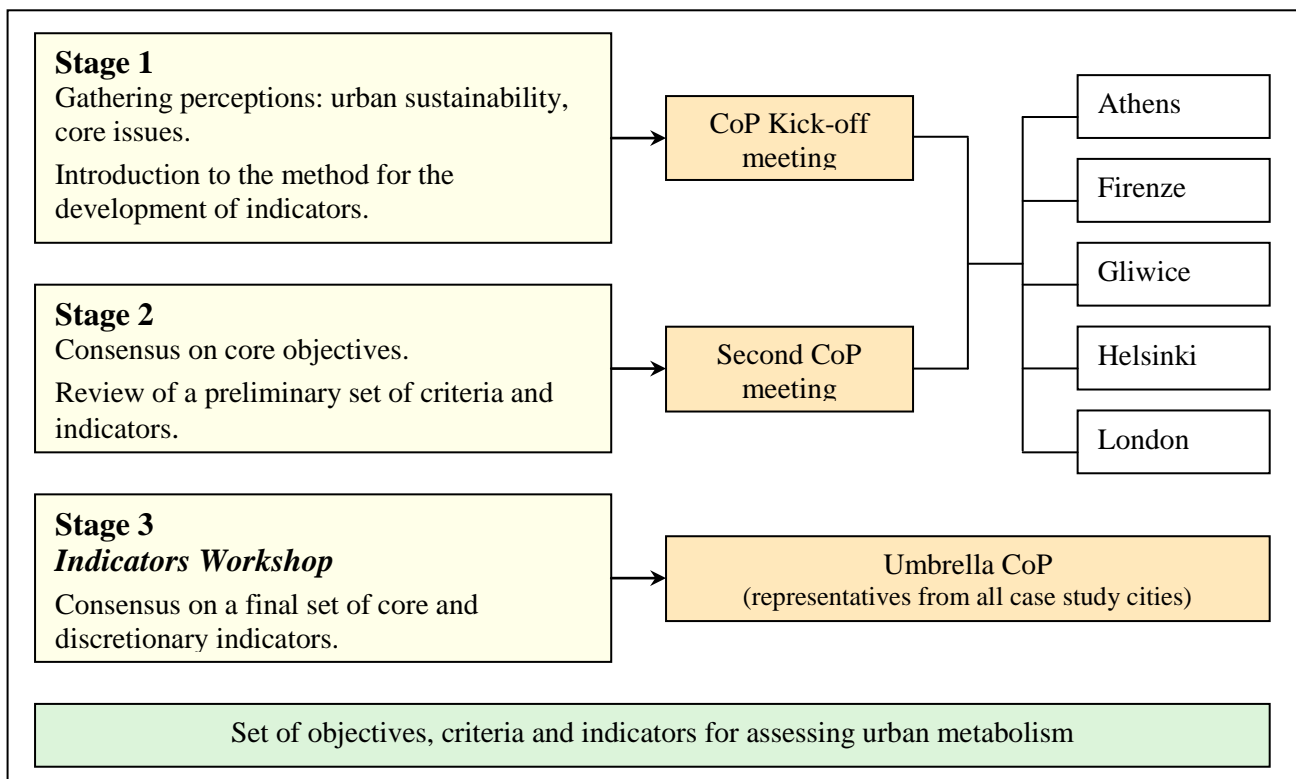 Stage 1
Gathering perceptions: urban sustainability,
core issues.
Introduction to the method for the
development of indicators.
CoP Kick-off
meeting
Athens
Firenze
Gliwice
Helsinki
London
Stage 2
Consensus on core objectives.
Review of a preliminary set of criteria and
indicators.
Second CoP
meeting
Stage 3
Indicators Workshop
Consensus on a final set of core and
discretionary indicators.
Umbrella CoP
(representatives from all case study cities)
Set of objectives, criteria and indicators for assessing urban metabolism